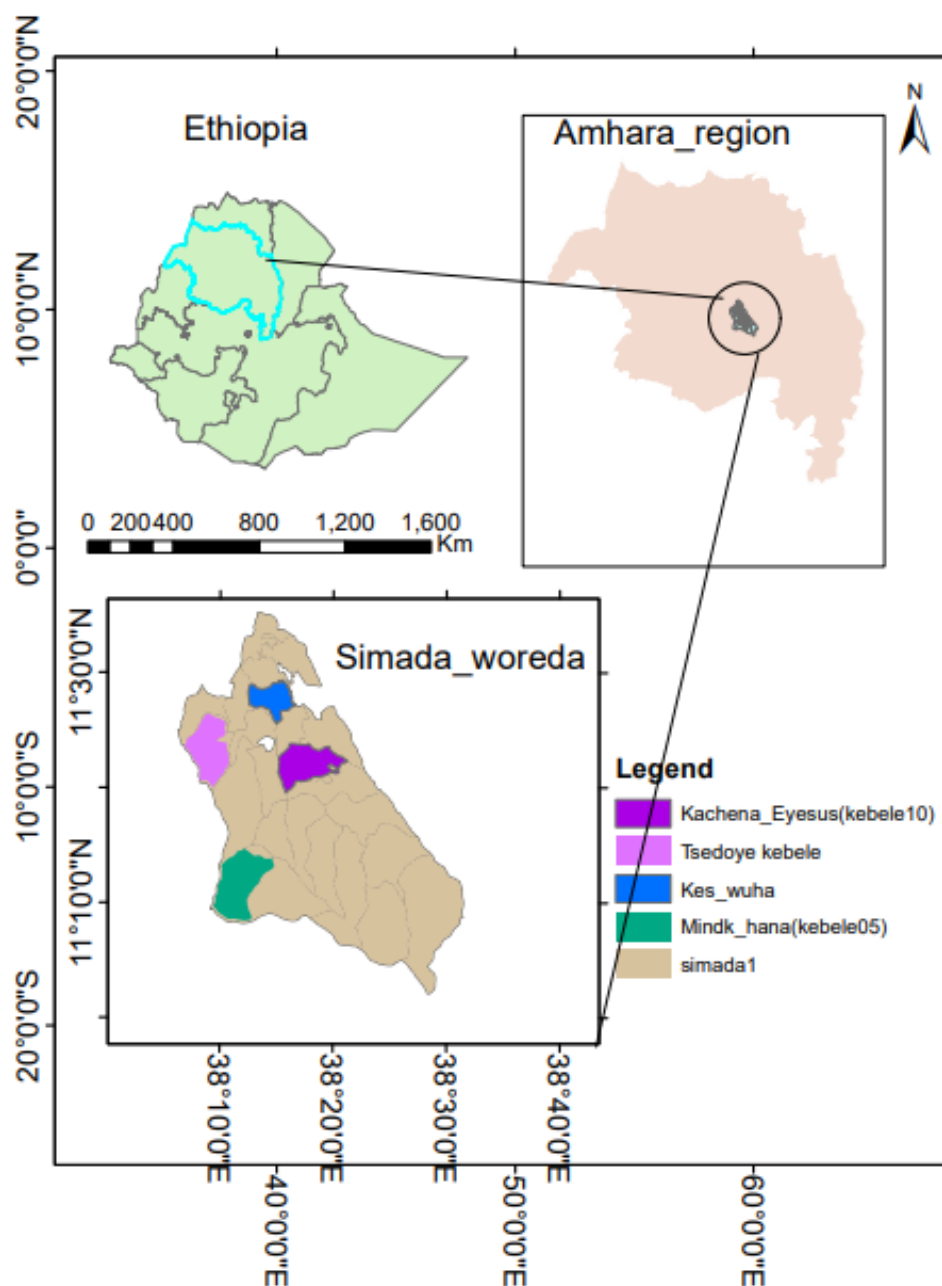 Ethiopia
Amhara_region
N
20°0'0"N
10°0'0"N
0°0'0"
10°0'0"S
20°0'0"S
0 200 400 800 1,200 1,600
Km
Simada_woreda
11°30'0"N
11°10'0"N
38°10'0"E
38°20'0"E
38°30'0"E
38°40'0"E
40°0'0"E
50°0'0"E
60°0'0"E
Legend
Kachena_Eyesus(kebele10)
Tsedoye kebele
Kes_wuha
Mindk_hana(kebele05)
simada1